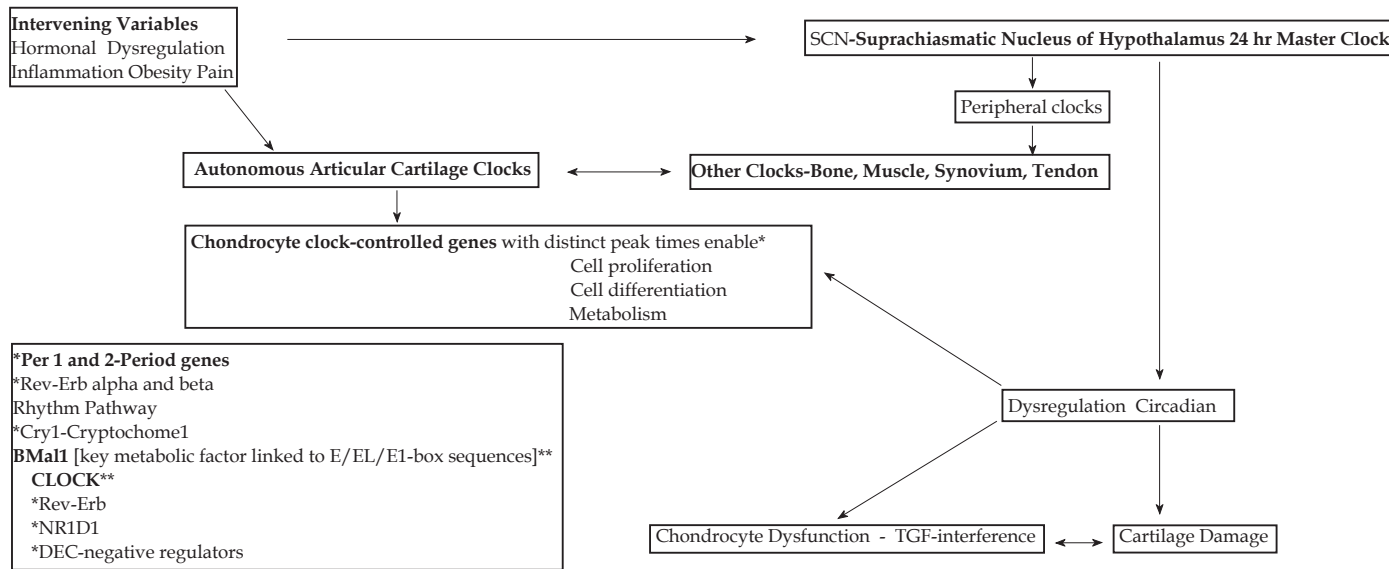 Intervening Variables
Hormonal Dysregulation
Inflammation Obesity Pain
SCN-Suprachiasmatic Nucleus of Hypothalamus 24 hr Master Clock
Peripheral clocks
Autonomous Articular Cartilage Clocks
Other Clocks-Bone, Muscle, Synovium, Tendon
Chondrocyte clock-controlled genes with distinct peak times enable*
Cell proliferation
Cell differentiation
Metabolism
*Per 1 and 2-Period genes
*Rev-Erb alpha and beta
Rhythm Pathway
*Cry1-Cryptochome1
BMal1 [key metabolic factor linked to E/EL/E1-box sequences]**
CLOCK**
*Rev-Erb
*NR1D1
*DEC-negative regulators
Dysregulation Circadian
Chondrocyte Dysfunction - TGF-interference
Cartilage Damage